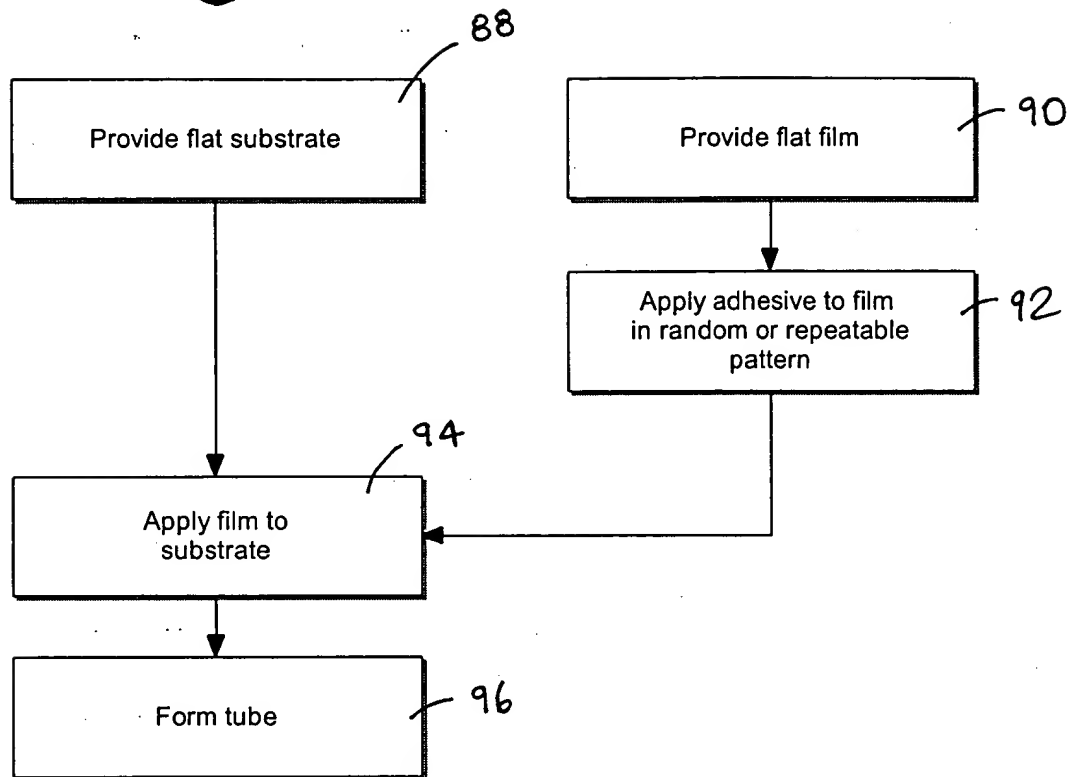 88
Provide flat substrate
90
Provide flat film
92
Apply adhesive to film
in random or repeatable
pattern
94
Apply film to
substrate
96
Form tube